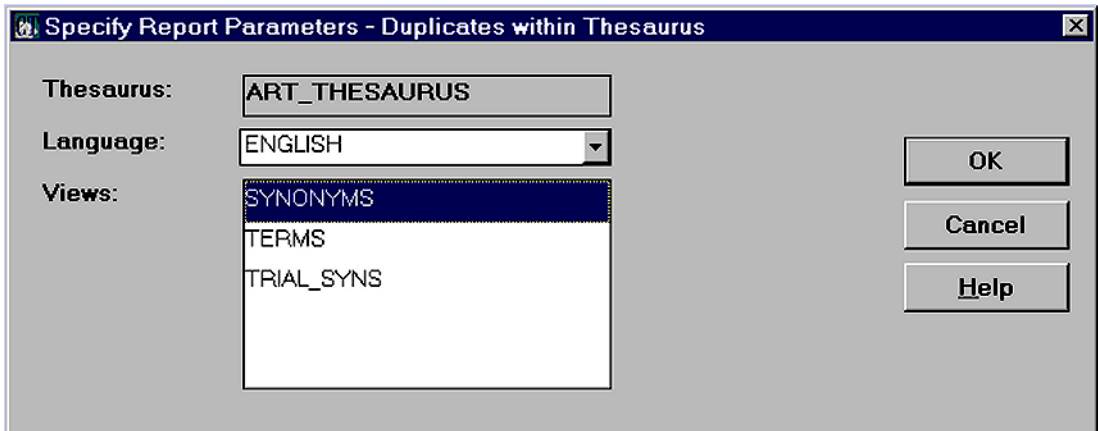 Specify Report Parameters - Duplicates within Thesaurus
Thesaurus: ART_THESAURUS
Language: ENGLISH
Views: SYNONYMS
TERMS
TRIAL_SYNS
OK
Cancel
Help